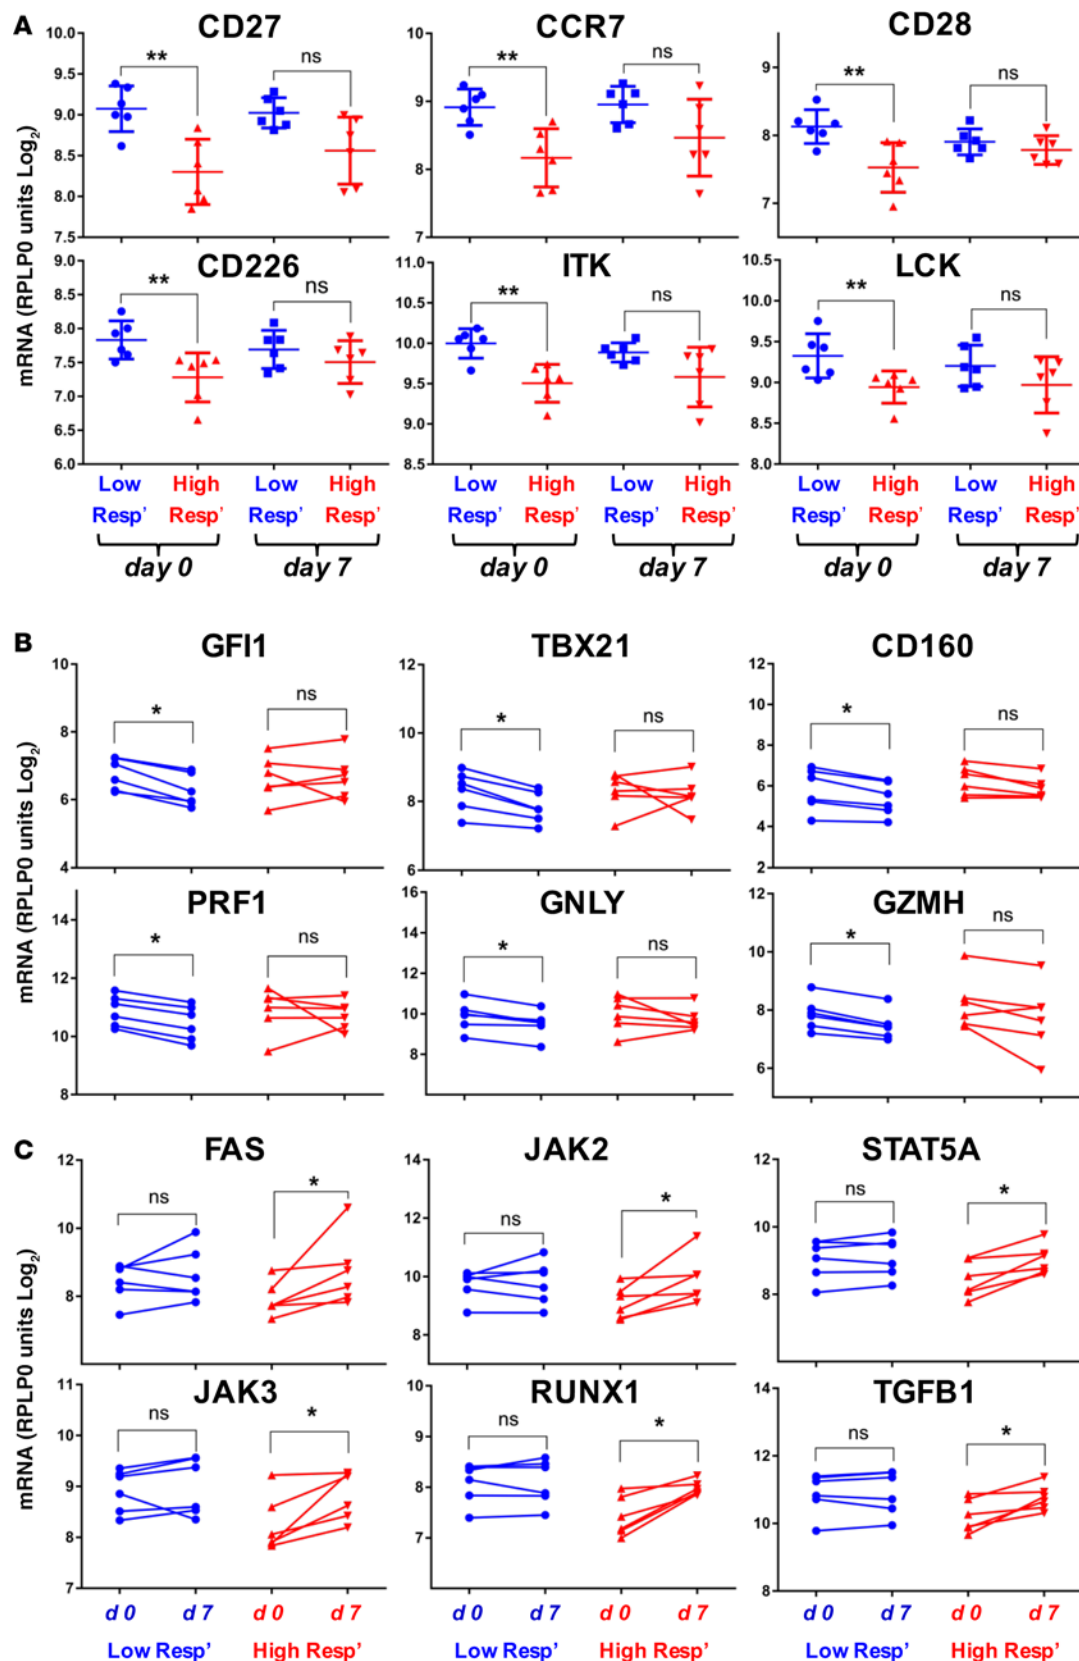 A
CD27
CCR7
CD28
mRNA (RPLP0 units Log2)
10.0
9.5
9.0
8.5
8.0
7.5
** ns
10
9
8
7
** ns
9
8
7
** ns
CD226
ITK
LCK
9.0
8.5
8.0
7.5
7.0
6.5
6.0
** ns
11.0
10.5
10.0
9.5
9.0
8.5
** ns
10.5
10.0
9.5
9.0
8.5
8.0
** ns
Low High Low High Low High Low High Low High Low High
Resp' Resp' Resp' Resp' Resp' Resp' Resp' Resp' Resp' Resp' Resp' Resp'
day 0 day 7 day 0 day 7 day 0 day 7
B
GFI1
TBX21
CD160
mRNA (RPLP0 units Log2)
10
8
6
4
* ns
12
10
8
6
* ns
12
10
8
6
4
2
* ns
PRF1
GNLY
GZMH
14
12
10
8
* ns
16
14
12
10
8
* ns
12
10
8
6
* ns
C
FAS
JAK2
STAT5A
mRNA (RPLP0 units Log2)
12
10
8
ns *
14
12
10
8
ns *
12
10
8
ns *
JAK3
RUNX1
TGFB1
11
10
9
8
7
ns *
10
9
8
7
ns *
14
12
10
8
ns *
d 0 d 7 d 0 d 7 d 0 d 7 d 0 d 7 d 0 d 7 d 0 d 7
Low Resp' High Resp' Low Resp' High Resp' Low Resp' High Resp'